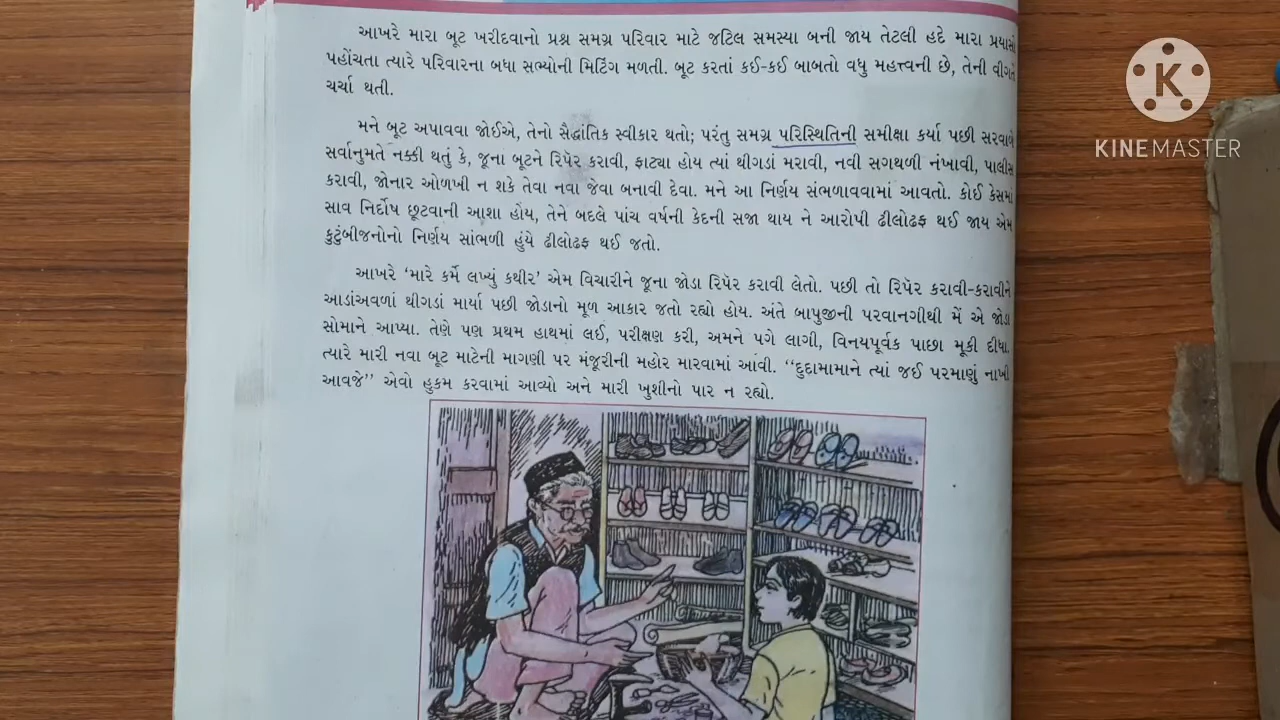 આખરે મારા બૂટ ખરીદવાનો પ્રશ્ન સમગ્ર પરિવાર માટે જટિલ સમસ્યા બની જાય તેટલી હદે મારા પ્રયાસો
પહોંચતા ત્યારે પરિવારના બધા સભ્યોની મિટિંગ મળતી. બૂટ કરતાં કઈ-કઈ બાબતો વધુ મહત્ત્વની છે, તેની વીગતે
ચર્ચા થતી.
મને બૂટ અપાવવા જોઈએ, તેનો સૈદ્ધાંતિક સ્વીકાર થતો; પરંતુ સમગ્ર પરિસ્થિતિની સમીક્ષા કર્યા પછી સરવાળે
સર્વાનુમતે નક્કી થતું કે, જૂના બૂટને રિપૅર કરાવી, ફાટ્યા હોય ત્યાં થીગડાં મરાવી, નવી સગથળી નંખાવી, પાલીસ
કરાવી, જોનાર ઓળખી ન શકે તેવા નવા જેવા બનાવી દેવા. મને આ નિર્ણય સંભળાવવામાં આવતો. કોઈ કેસમાં
સાવ નિર્દોષ છૂટવાની આશા હોય, તેને બદલે પાંચ વર્ષની કેદની સજા થાય ને આરોપી ઢીલોઢફ થઈ જાય એમ
કુટુંબીજનોનો નિર્ણય સાંભળી હુંયે ઢીલોઢફ થઈ જતો.
આખરે ‘મારે કર્મે લખ્યું કથીર’ એમ વિચારીને જૂના જોડા રિપૅર કરાવી લેતો. પછી તો રિપૅર કરાવી-કરાવીને
આડાંઅવળાં થીગડાં માર્યા પછી જોડાનો મૂળ આકાર જતો રહ્યો હોય. અંતે બાપુજીની પરવાનગીથી મેં એ જોડા
સોમાને આપ્યા. તેણે પણ પ્રથમ હાથમાં લઈ, પરીક્ષણ કરી, અમને પગે લાગી, વિનયપૂર્વક પાછા મૂકી દીધા.
ત્યારે મારી નવા બૂટ માટેની માગણી પર મંજૂરીની મહોર મારવામાં આવી. “દુદામામાને ત્યાં જઈ પરમાણું નાખી
આવજે” એવો હુકમ કરવામાં આવ્યો અને મારી ખુશીનો પાર ન રહ્યો.
K
KINEMASTER